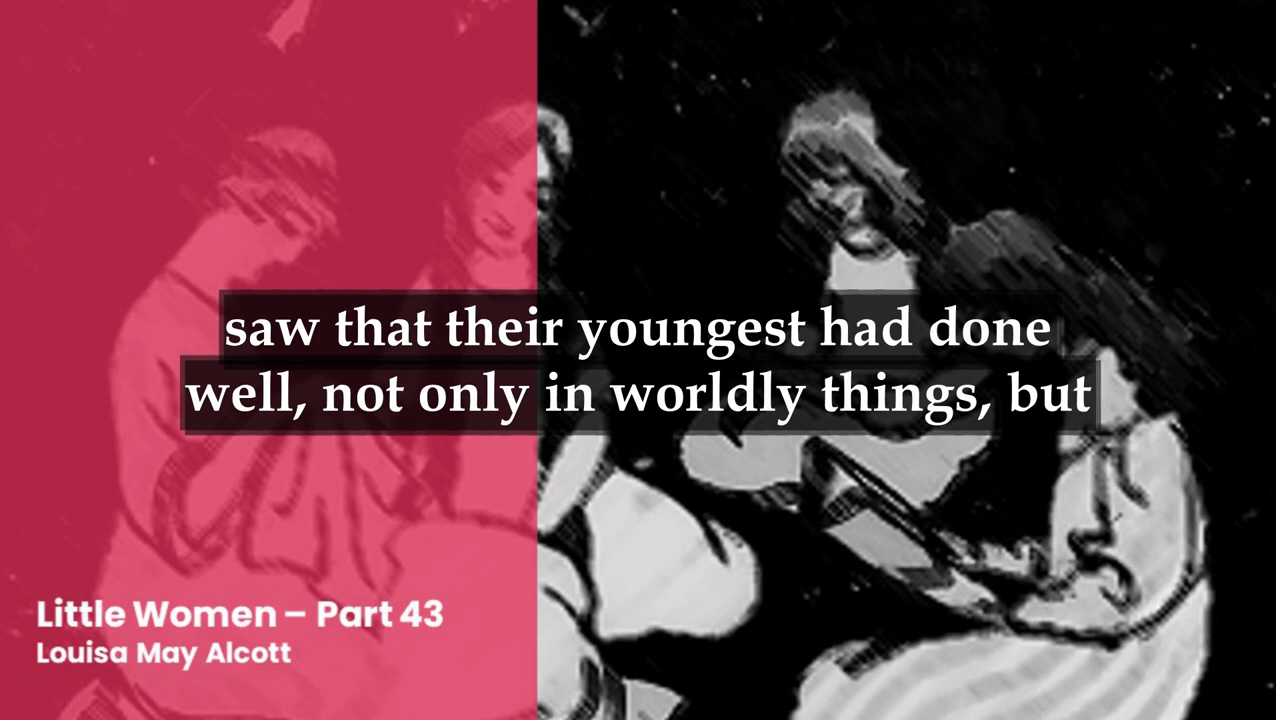 saw that their youngest had done
well, not only in worldly things, but
Little Women – Part 43
Louisa May Alcott